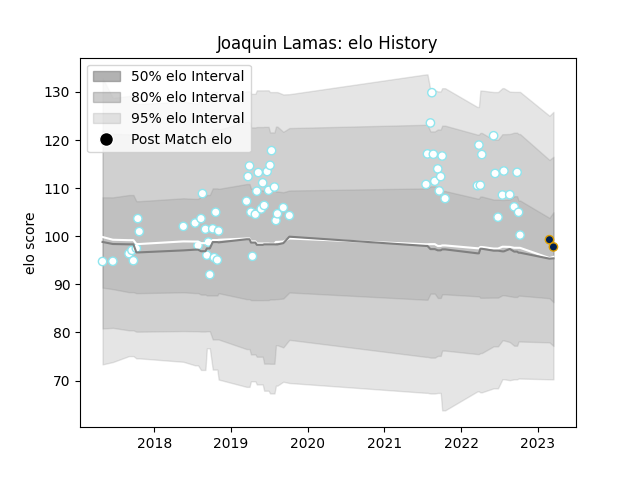 Joaquin Lamas: elo History
50% elo Interval
80% elo Interval
95% elo Interval
Post Match elo
elo score
130
120
110
100
90
80
70
2018 2019 2020 2021 2022 2023